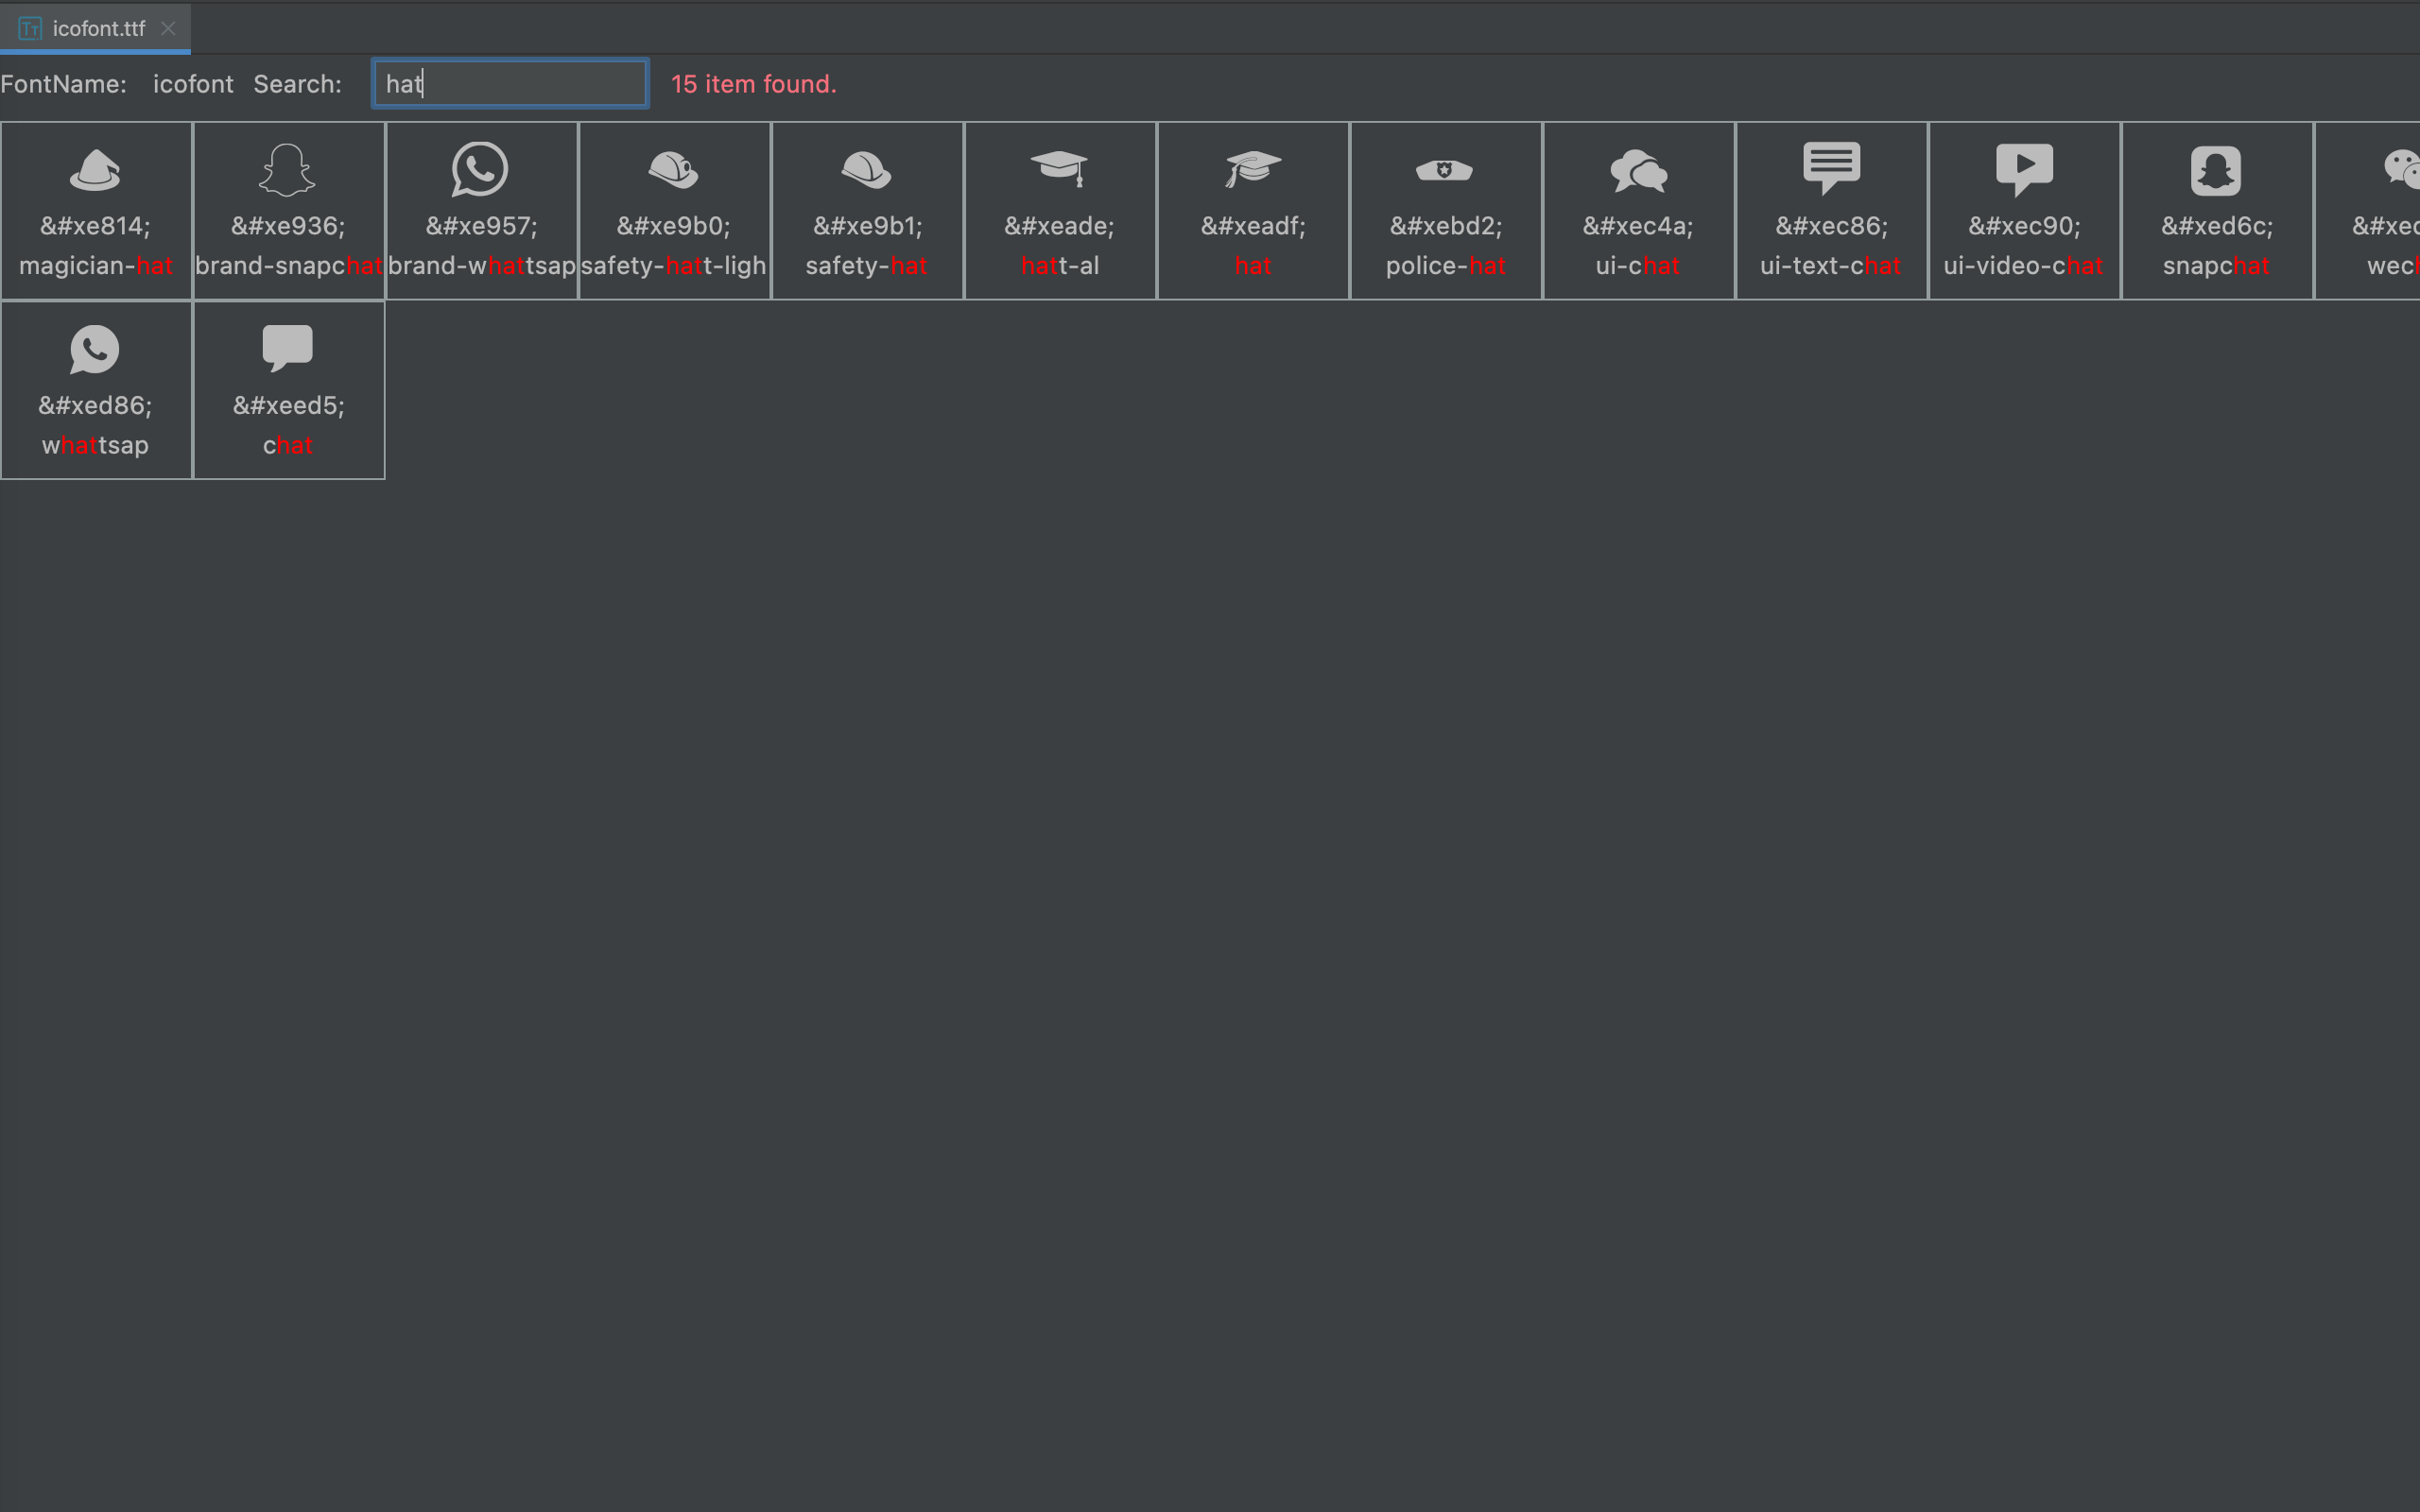 icofont.ttf
FontName: icofont Search: hat 15 item found.
&#xe814; &#xe936; &#xe957; &#xe9b0; &#xe9b1; &#xeade; &#xeadf; &#xebd2; &#xec4a; &#xec86; &#xec90; &#xed6c; &#xe
magician-hat brand-snapchat brand-whattsap safety-hatt-ligh safety-hat hatt-al hat police-hat ui-chat ui-text-chat ui-video-chat snapchat wec
&#xed86; &#xeed5;
whattsap chat